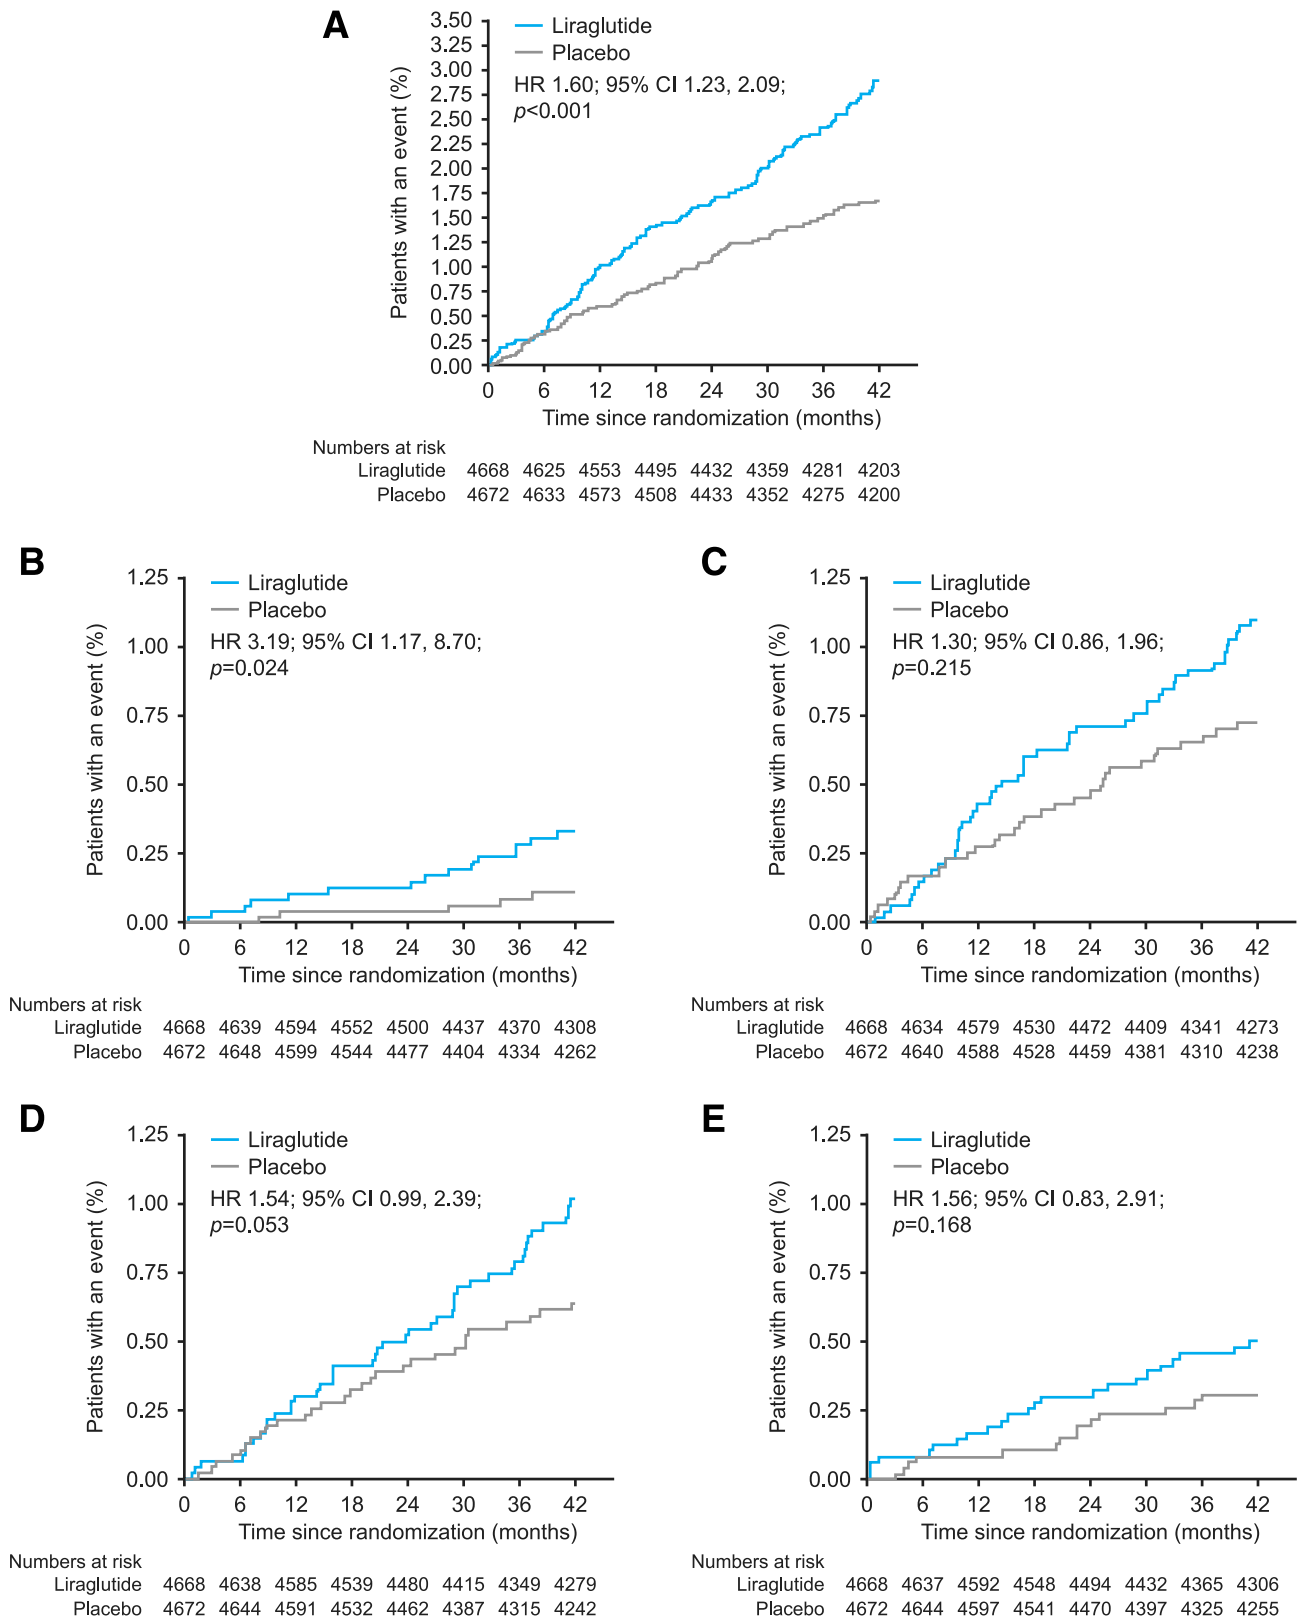 A
Liraglutide
Placebo
HR 1.60; 95% CI 1.23, 2.09;
p<0.001
Patients with an event (%)
3.50
3.25
3.00
2.75
2.50
2.25
2.00
1.75
1.50
1.25
1.00
0.75
0.50
0.25
0.00
0 6 12 18 24 30 36 42
Time since randomization (months)
Numbers at risk
Liraglutide 4668 4625 4553 4495 4432 4359 4281 4203
Placebo 4672 4633 4573 4508 4433 4352 4275 4200
B
Liraglutide
Placebo
HR 3.19; 95% CI 1.17, 8.70;
p=0.024
Patients with an event (%)
1.25
1.00
0.75
0.50
0.25
0.00
0 6 12 18 24 30 36 42
Time since randomization (months)
Numbers at risk
Liraglutide 4668 4639 4594 4552 4500 4437 4370 4308
Placebo 4672 4648 4599 4544 4477 4404 4334 4262
C
Liraglutide
Placebo
HR 1.30; 95% CI 0.86, 1.96;
p=0.215
Patients with an event (%)
1.25
1.00
0.75
0.50
0.25
0.00
0 6 12 18 24 30 36 42
Time since randomization (months)
Numbers at risk
Liraglutide 4668 4634 4579 4530 4472 4409 4341 4273
Placebo 4672 4640 4588 4528 4459 4381 4310 4238
D
Liraglutide
Placebo
HR 1.54; 95% CI 0.99, 2.39;
p=0.053
Patients with an event (%)
1.25
1.00
0.75
0.50
0.25
0.00
0 6 12 18 24 30 36 42
Time since randomization (months)
Numbers at risk
Liraglutide 4668 4638 4585 4539 4480 4415 4349 4279
Placebo 4672 4644 4591 4532 4462 4387 4315 4242
E
Liraglutide
Placebo
HR 1.56; 95% CI 0.83, 2.91;
p=0.168
Patients with an event (%)
1.25
1.00
0.75
0.50
0.25
0.00
0 6 12 18 24 30 36 42
Time since randomization (months)
Numbers at risk
Liraglutide 4668 4637 4592 4548 4494 4432 4365 4306
Placebo 4672 4644 4597 4541 4470 4397 4325 4255